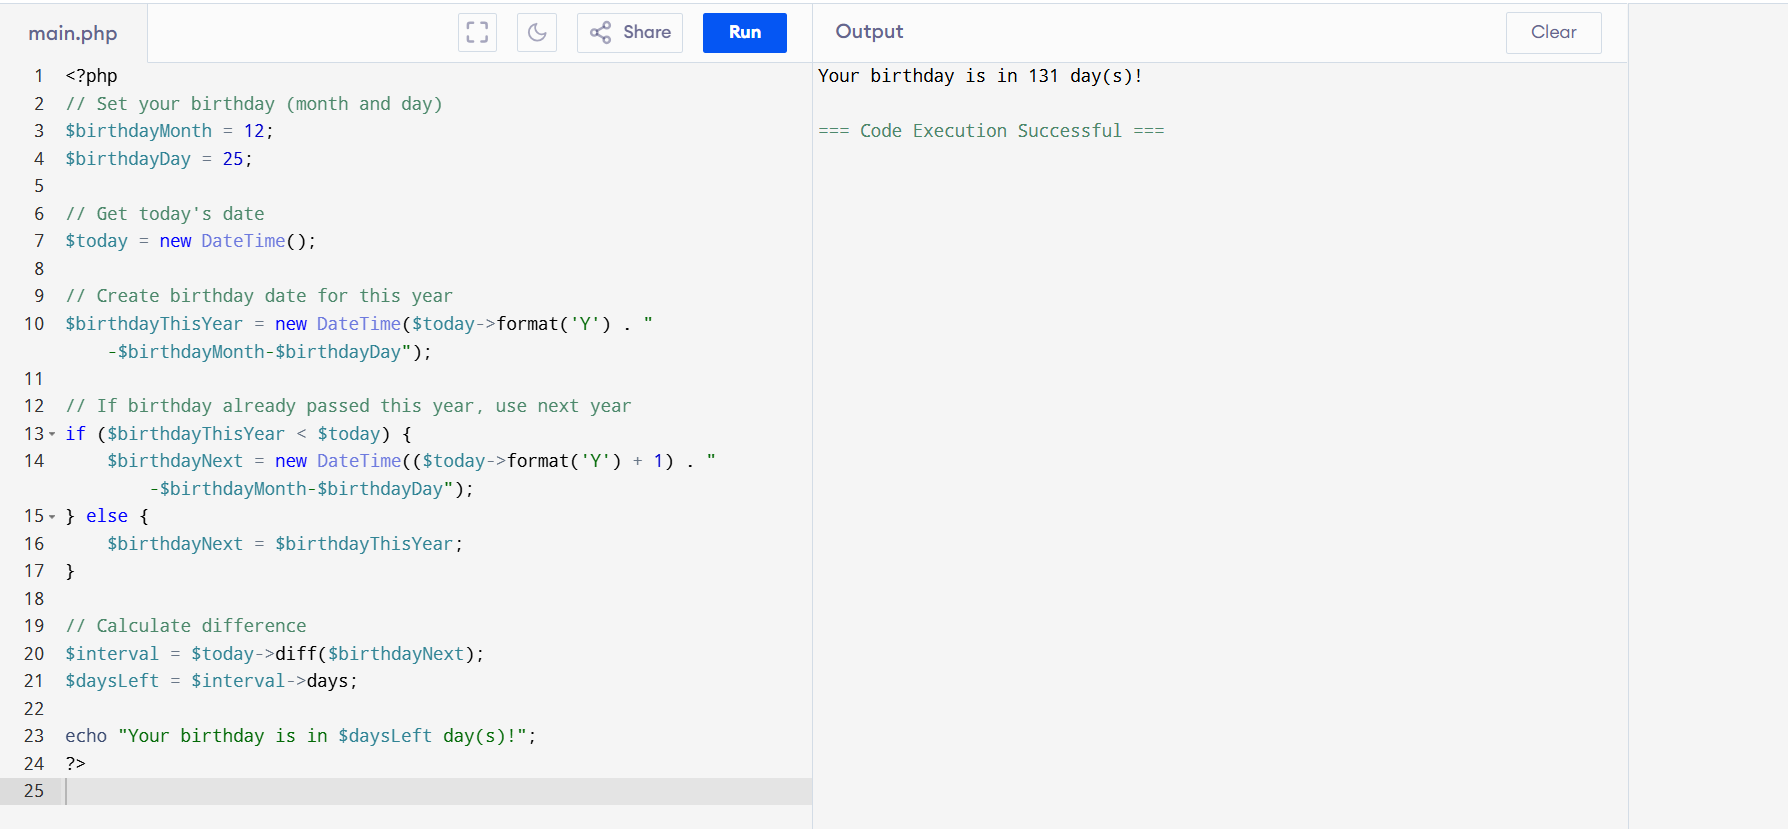 main.php
Share
Run
Output
Clear
1 <?php
2 // Set your birthday (month and day)
3 $birthdayMonth = 12;
4 $birthdayDay = 25;
5
6 // Get today's date
7 $today = new DateTime();
8
9 // Create birthday date for this year
10 $birthdayThisYear = new DateTime($today->format('Y') . "
-$birthdayMonth-$birthdayDay");
11
12 // If birthday already passed this year, use next year
13 if ($birthdayThisYear < $today) {
14 $birthdayNext = new DateTime(($today->format('Y') + 1) . "
-$birthdayMonth-$birthdayDay");
15 } else {
16 $birthdayNext = $birthdayThisYear;
17 }
18
19 // Calculate difference
20 $interval = $today->diff($birthdayNext);
21 $daysLeft = $interval->days;
22
23 echo "Your birthday is in $daysLeft day(s)!";
24 ?>
25
Your birthday is in 131 day(s)!
=== Code Execution Successful ===